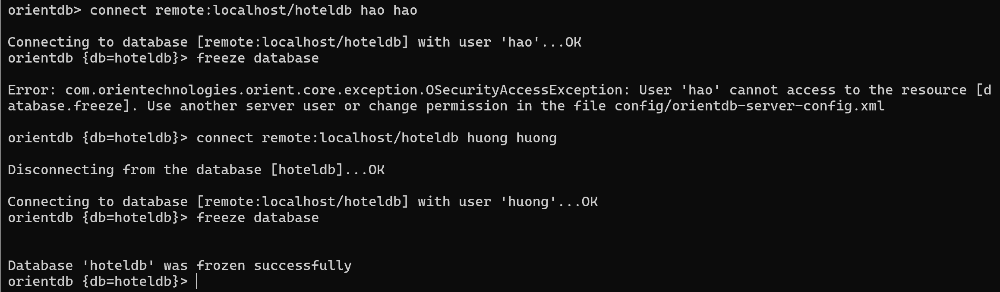 orientdb> connect remote:localhost/hoteldb hao hao
Connecting to database [remote:localhost/hoteldb] with user 'hao'...OK
orientdb {db=hoteldb}> freeze database
Error: com.orientechnologies.orient.core.exception.OSecurityAccessException: User 'hao' cannot access to the resource [d
atabase.freeze]. Use another server user or change permission in the file config/orientdb-server-config.xml
orientdb {db=hoteldb}> connect remote:localhost/hoteldb huong huong
Disconnecting from the database [hoteldb]...OK
Connecting to database [remote:localhost/hoteldb] with user 'huong'...OK
orientdb {db=hoteldb}> freeze database
Database 'hoteldb' was frozen successfully
orientdb {db=hoteldb}>